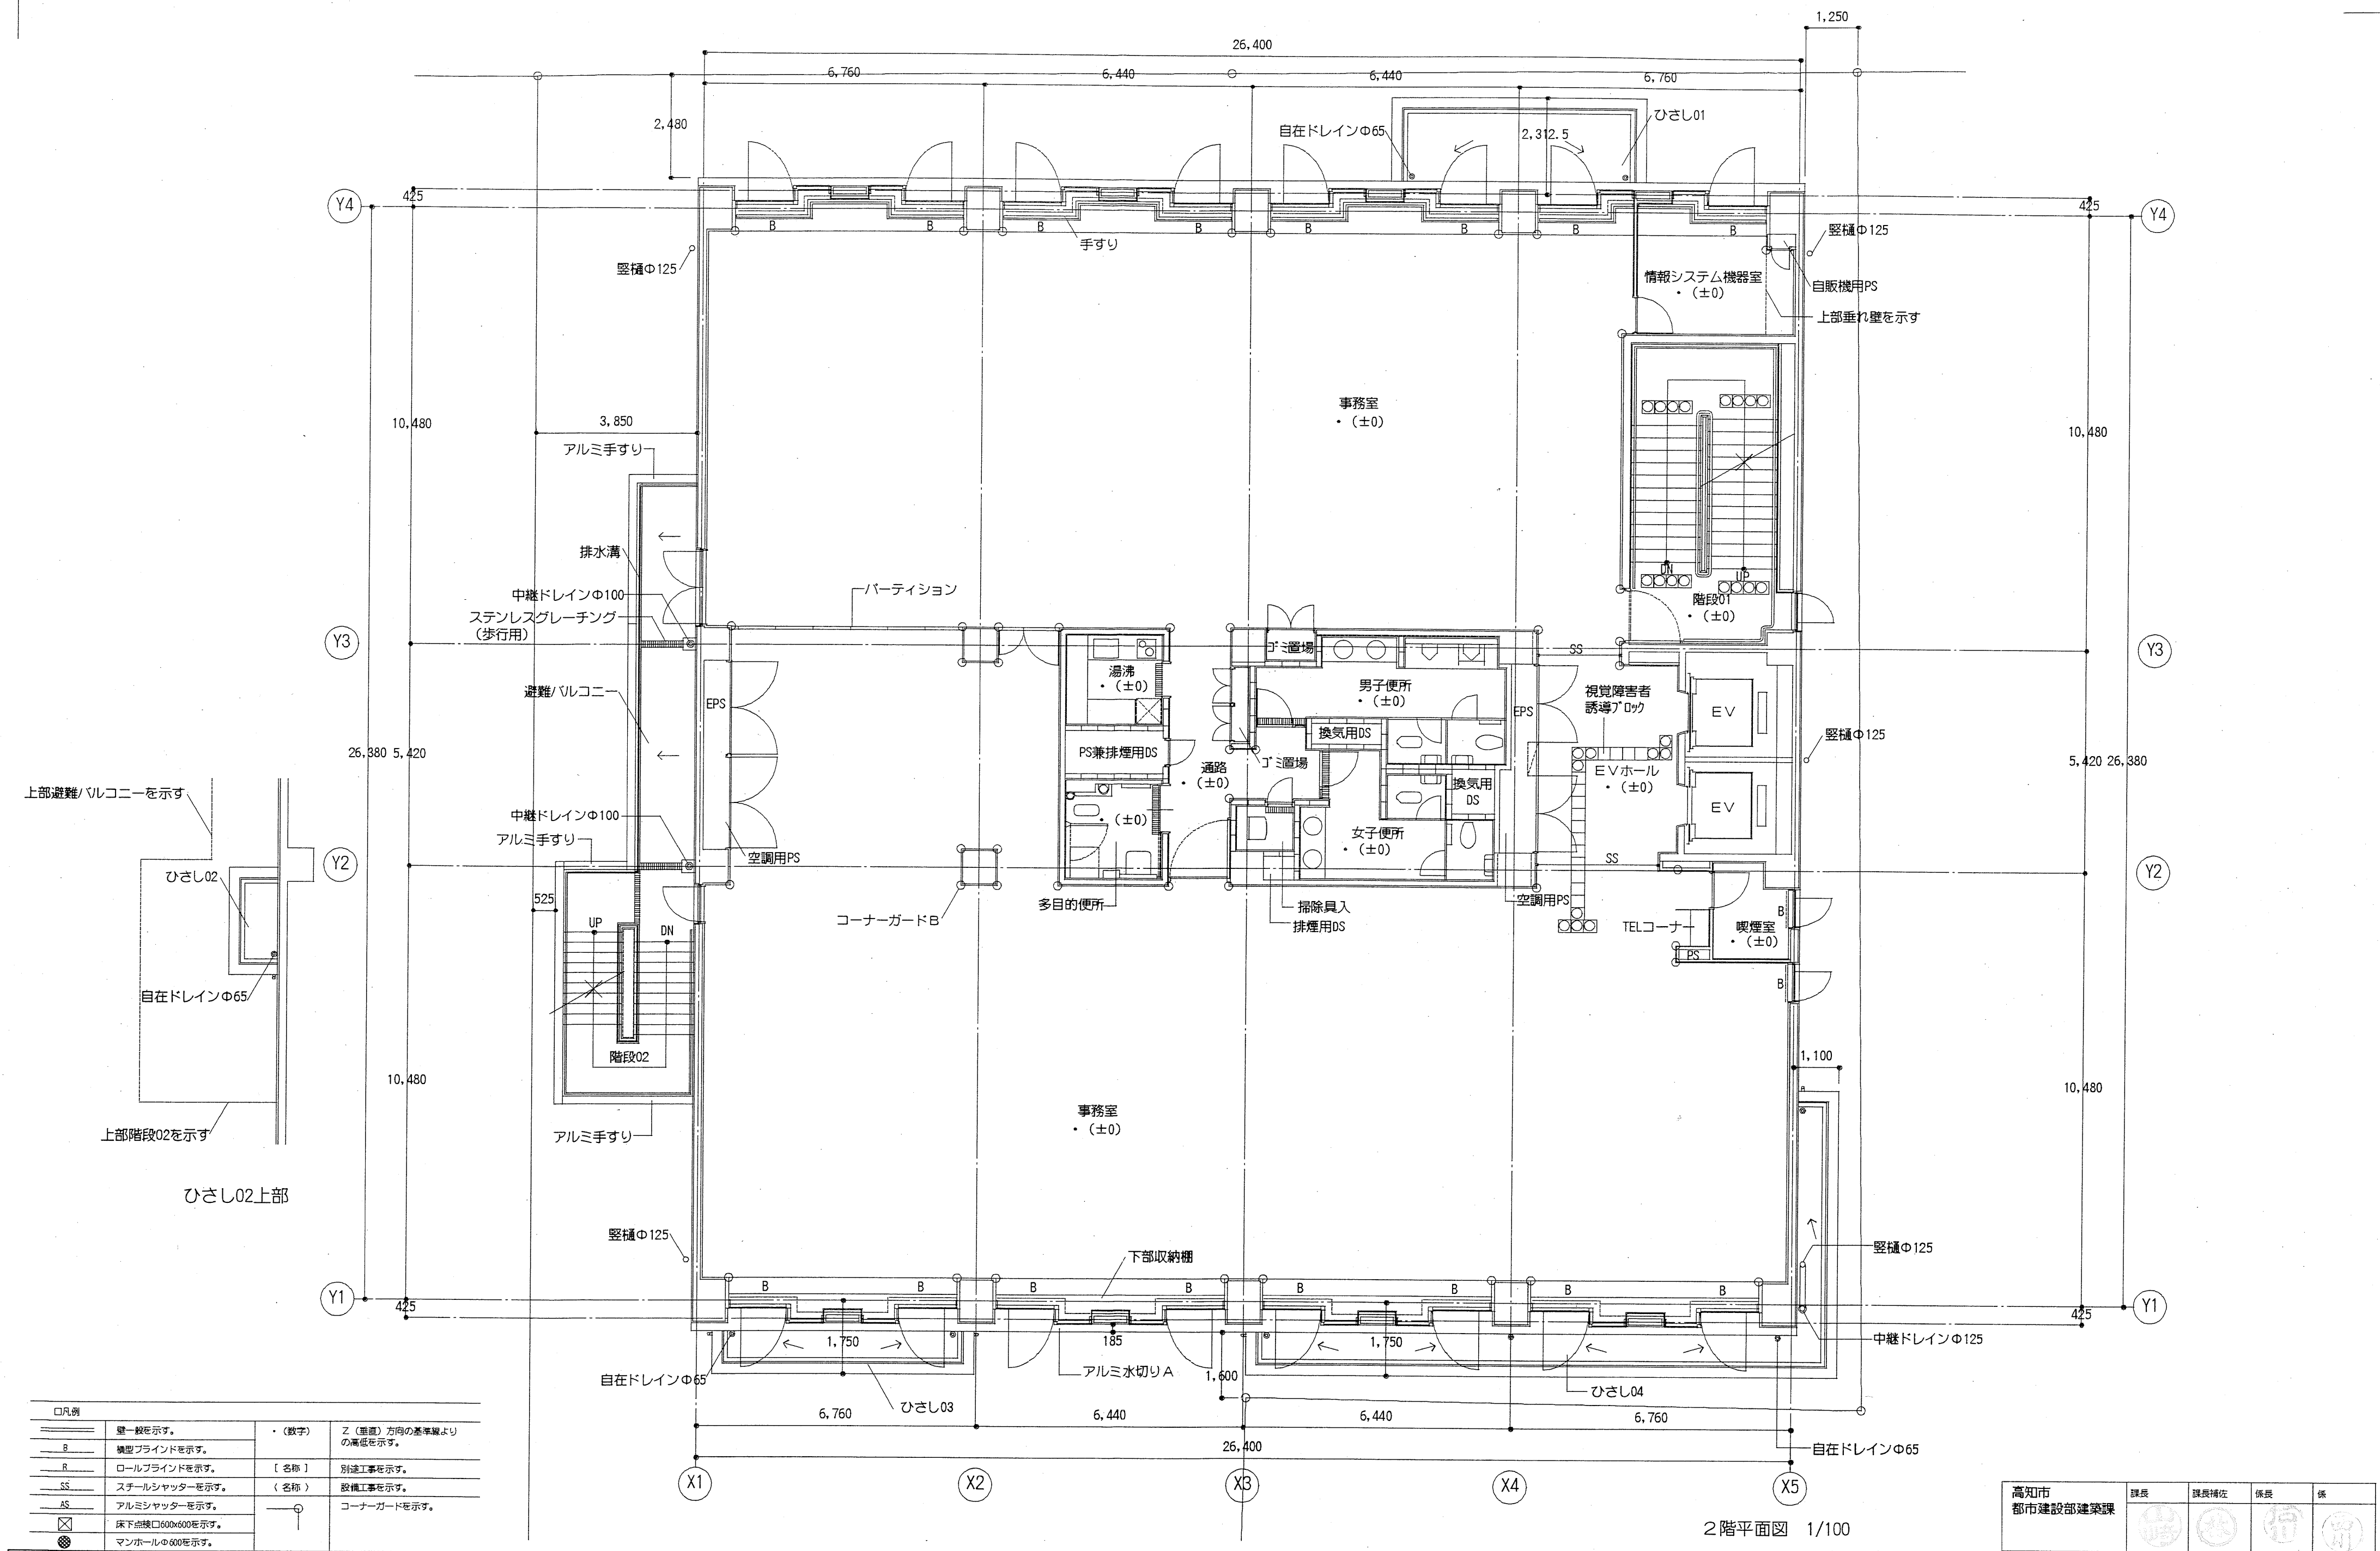 1,250
26,400
6,760
6,440
6,440
6,760
2,480
自在ドレインΦ65
2,312.5
ひさし01
425
Y4
B
B
B
B
B
B
B
B
425
Y4
手すり
竪樋Φ125
竪樋Φ125
情報システム機器室
・(±0)
自販機用PS
上部垂れ壁を示す
事務室
・(±0)
10,480
3,850
10,480
アルミ手すり
排水溝
中継ドレインΦ100
ステンレスグレーチング
(歩行用)
パーティション
DN
UP
階段01
・(±0)
Y3
Y3
ゴミ置場
SS
湯沸
・(±0)
男子便所
・(±0)
視覚障害者
誘導ブロック
避難バルコニー
EPS
EPS
EV
換気用DS
PS兼排煙用DS
通路
・(±0)
ゴミ置場
竪樋Φ125
26,380
5,420
5,420
26,380
EVホール
・(±0)
換気用
DS
EV
上部避難バルコニーを示す
中継ドレインΦ100
アルミ手すり
・(±0)
女子便所
・(±0)
空調用PS
SS
Y2
Y2
ひさし02
525
多目的便所
掃除具入
排煙用DS
空調用PS
コーナーガードB
TELコーナー
喫煙室
・(±0)
B
PS
UP
DN
B
自在ドレインΦ65
階段02
1,100
10,480
10,480
事務室
・(±0)
上部階段02を示す
アルミ手すり
ひさし02上部
竪樋Φ125
下部収納棚
竪樋Φ125
B
B
B
B
B
B
B
B
Y1
Y1
425
425
1,750
185
1,750
中継ドレインΦ125
自在ドレインΦ65
アルミ水切りA
1,600
ひさし04
ひさし03
6,760
6,440
6,440
6,760
26,400
自在ドレインΦ65
X1
X2
X3
X4
X5
2階平面図 1/100
口凡例
壁一般を示す。
・(数字)
Z(垂直)方向の基準線より
の高低を示す。
B
横型ブラインドを示す。
R
ロールブラインドを示す。
[名称]
別途工事を示す。
SS
スチールシャッターを示す。
(名称)
設備工事を示す。
AS
アルミシャッターを示す。
コーナーガードを示す。
床下点検口600x600を示す。
マンホールΦ600を示す。
高知市
都市建設部建築課
課長
課長補佐
係長
係